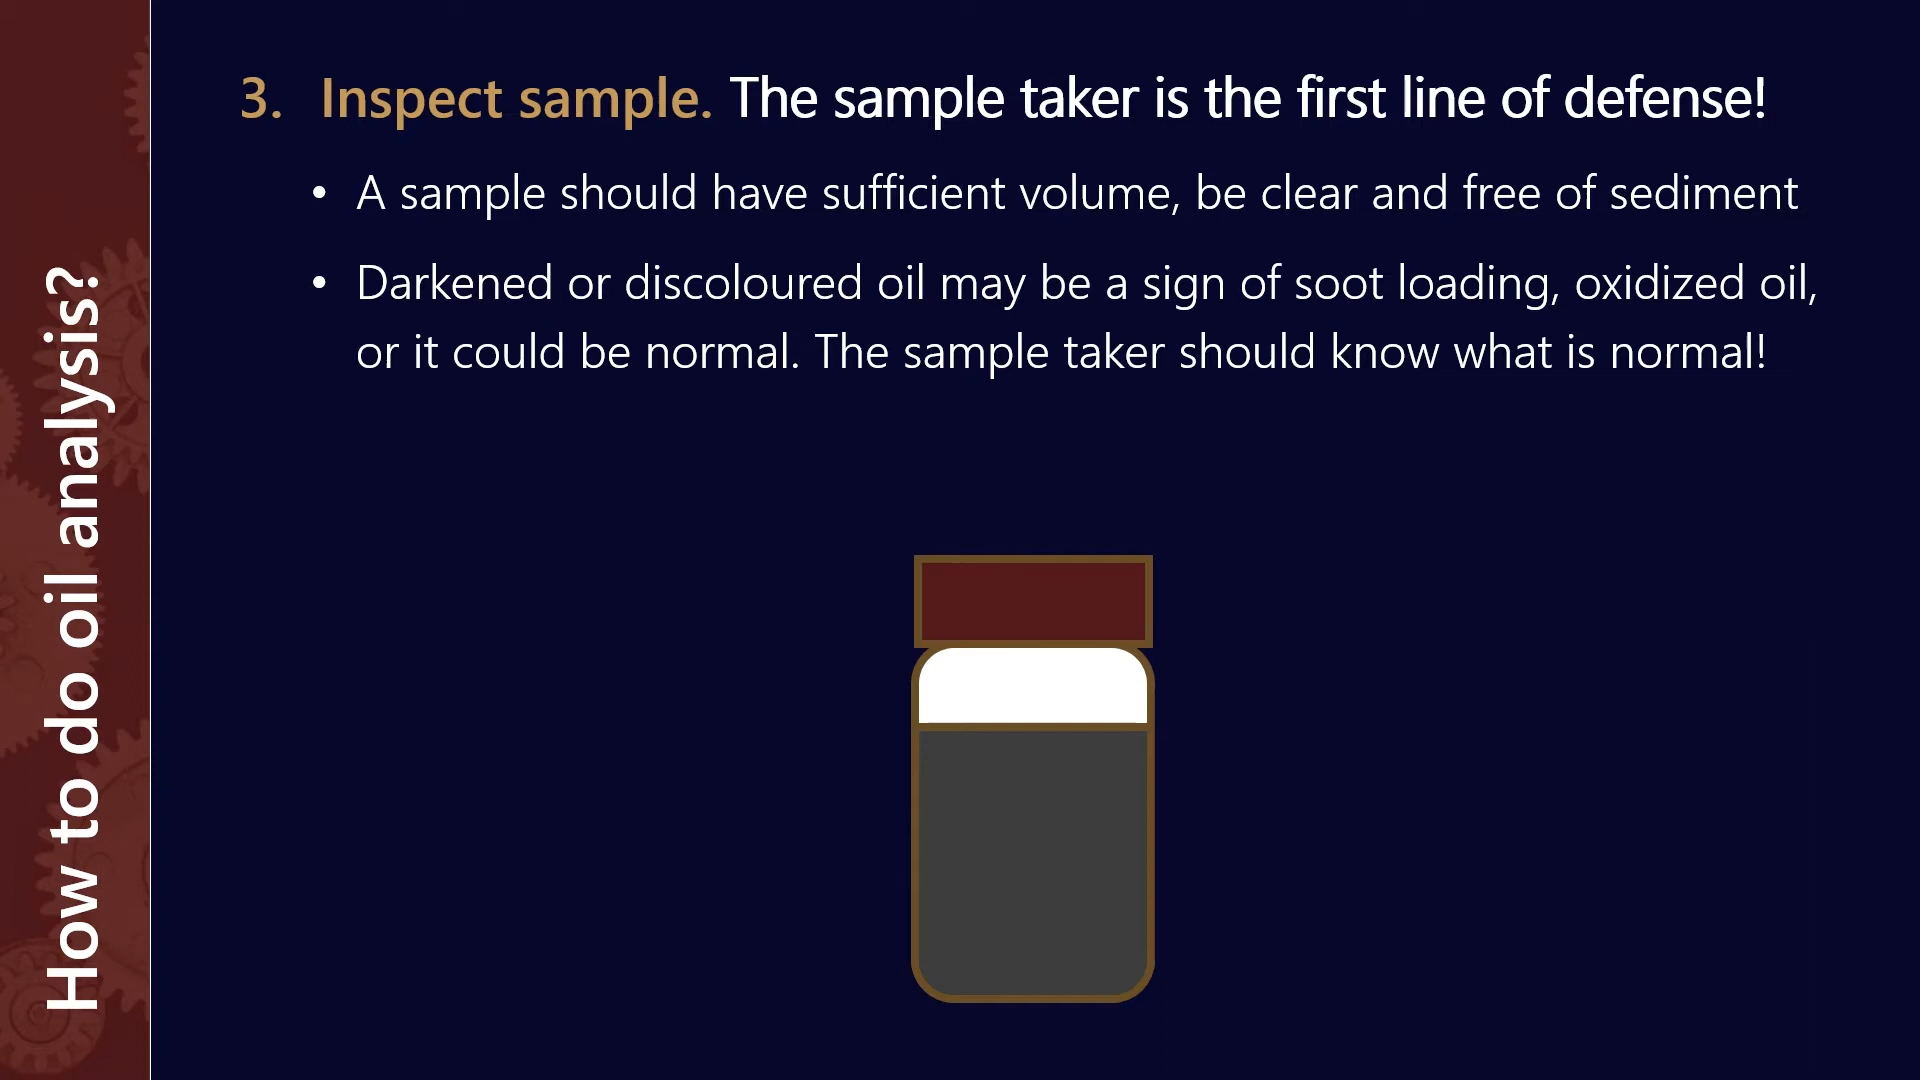 How to do oil analysis?
3. Inspect sample. The sample taker is the first line of defense!
• A sample should have sufficient volume, be clear and free of sediment
• Darkened or discoloured oil may be a sign of soot loading, oxidized oil,
or it could be normal. The sample taker should know what is normal!